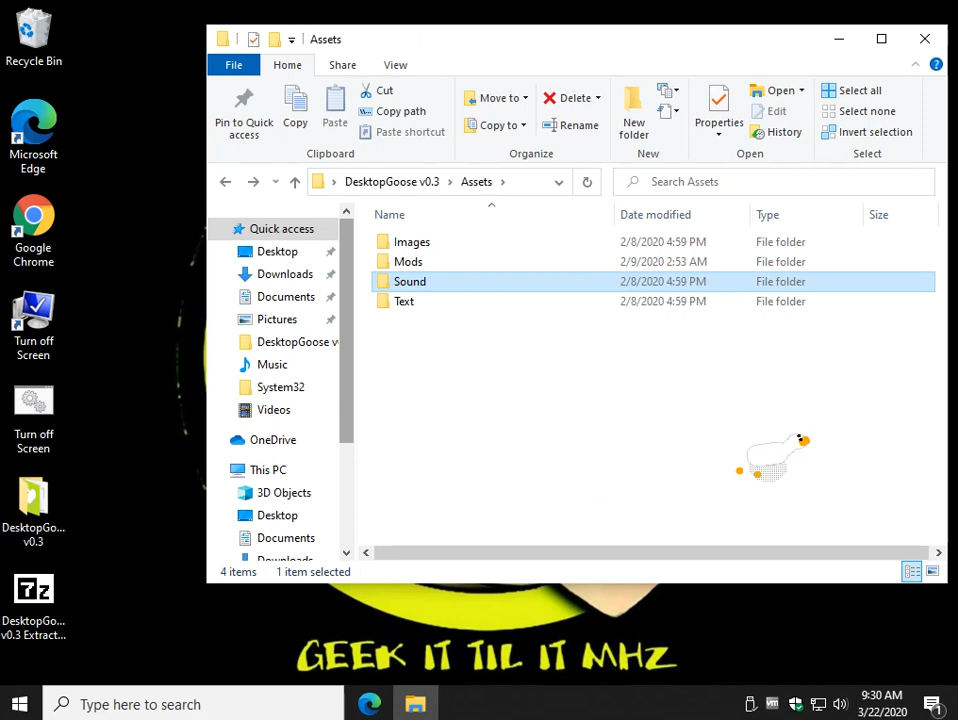 Recycle Bin
Microsoft
Edge
Google
Chrome
Turn off
Screen
Turn off
Screen
DesktopGo...
v0.3
7z
DesktopGo...
v0.3 Extract...
Assets
File
Home
Share
View
Pin to Quick
access
Copy
Paste
Cut
Copy path
Paste shortcut
Clipboard
Move to
Copy to
Delete
Rename
Organize
New
folder
New
Properties
Open
Edit
History
Open
Select all
Select none
Invert selection
Select
DesktopGoose v0.3 > Assets >
Search Assets
Quick access
Desktop
Downloads
Documents
Pictures
DesktopGoose v
Music
System32
Videos
OneDrive
This PC
3D Objects
Desktop
Documents
Downloads
Name Date modified Type Size
Images 2/8/2020 4:59 PM File folder
Mods 2/9/2020 2:53 AM File folder
Sound 2/8/2020 4:59 PM File folder
Text 2/8/2020 4:59 PM File folder
4 items 1 item selected
GEEK IT TIL IT MHZ
Type here to search
vm
9:30 AM
3/22/2020
1